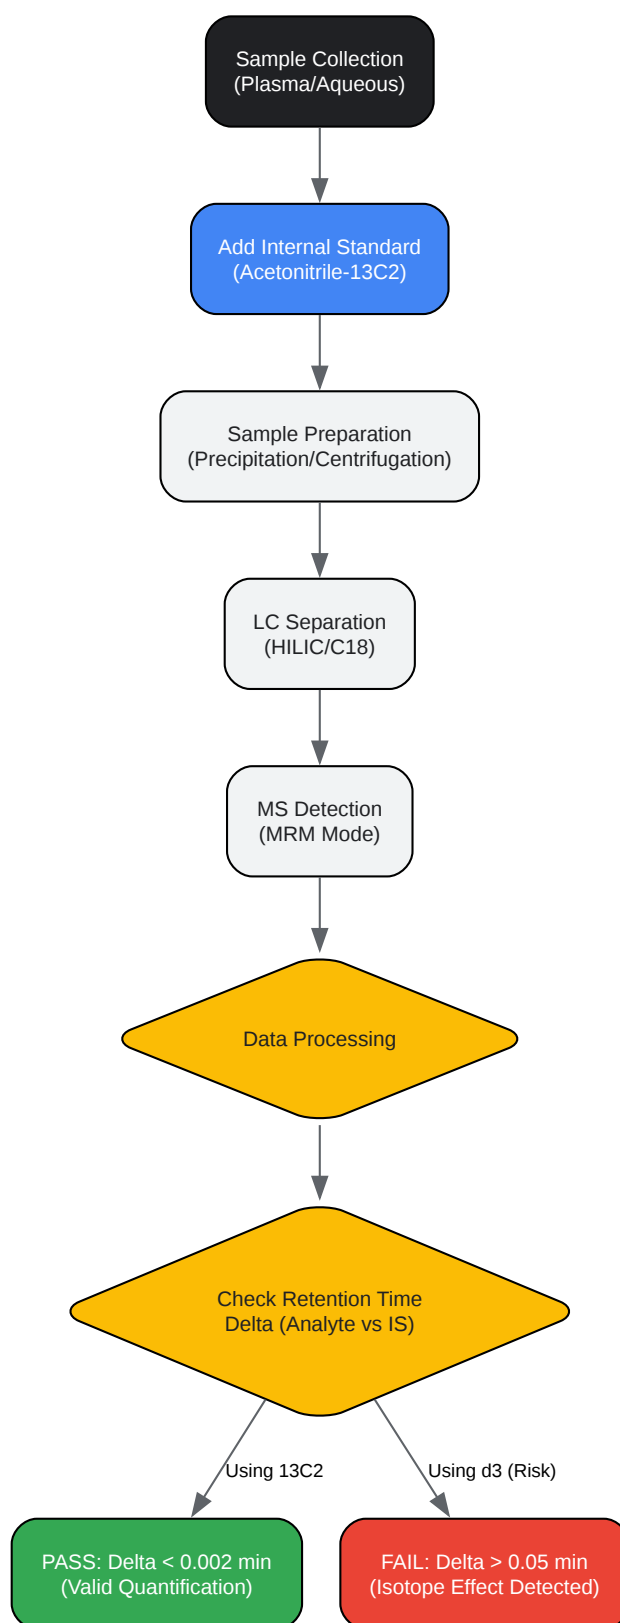 Sample Collection
(Plasma/Aqueous)
Add Internal Standard
(Acetonitrile-13C2)
Sample Preparation
(Precipitation/Centrifugation)
LC Separation
(HILIC/C18)
MS Detection
(MRM Mode)
Data Processing
Check Retention Time
Delta (Analyte vs IS)
Using 13C2
Using d3 (Risk)
PASS: Delta < 0.002 min
(Valid Quantification)
FAIL: Delta > 0.05 min
(Isotope Effect Detected)